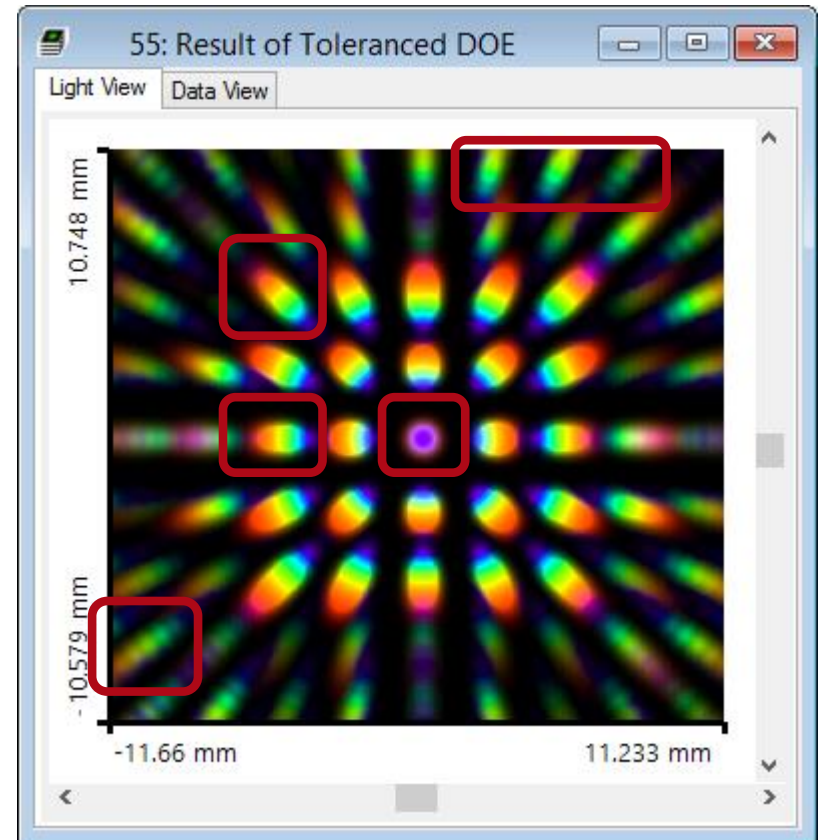 55: Result of Toleranced DOE
Light View Data View
10.748 mm
-10.579 mm
-11.66 mm 11.233 mm